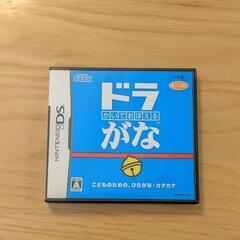 SEGA
ドラ
かいておぼえる
がな
NINTENDO DS
こどものための、ひらがな・カタカナ